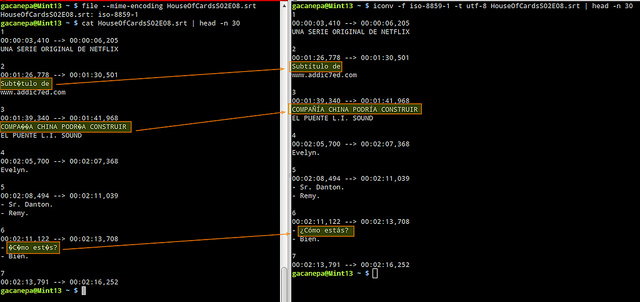 gacanepa@Mint13 ~ $ file --mime-encoding HouseOfCardsS02E08.srt
HouseOfCardsS02E08.srt: iso-8859-1
gacanepa@Mint13 ~ $ cat HouseOfCardsS02E08.srt | head -n 30
1
00:00:03,410 --> 00:00:09,530
UNA SERIE ORIGINAL DE NETFLIX
2
00:01:26,778 --> 00:01:30,501
Subt�tulo de
www.addic7ed.com
3
00:01:39,340 --> 00:01:41,968
COMPA��A CHINA PODR�A CONSTRUIR
EL PUENTE L.I. SOUND
4
00:02:05,700 --> 00:02:07,368
Evelyn.
5
00:02:08,494 --> 00:02:11,039
- Sr. Danton.
- Remy.
6
00:02:11,122 --> 00:02:13,708
- �C�mo est�s?
- Bien.
7
00:02:13,791 --> 00:02:16,252
gacanepa@Mint13 ~ $
gacanepa@Mint13 ~ $ iconv -f iso-8859-1 -t utf-8 HouseOfCardsS02E08.srt | head -n 30
1
00:00:03,410 --> 00:00:09,530
UNA SERIE ORIGINAL DE NETFLIX
2
00:01:26,778 --> 00:01:30,501
Subtítulo de
www.addic7ed.com
3
00:01:39,340 --> 00:01:41,968
COMPAÑÍA CHINA PODRÍA CONSTRUIR
EL PUENTE L.I. SOUND
4
00:02:05,700 --> 00:02:07,368
Evelyn.
5
00:02:08,494 --> 00:02:11,039
- Sr. Danton.
- Remy.
6
00:02:11,122 --> 00:02:13,708
- ¿Cómo estás?
- Bien.
7
00:02:13,791 --> 00:02:16,252
gacanepa@Mint13 ~ $